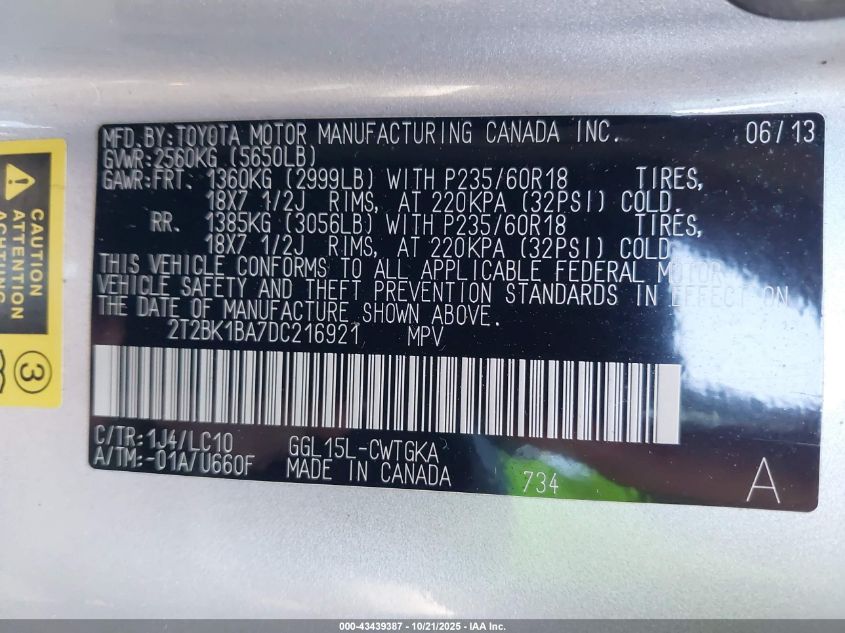 MFD. BY: TOYOTA MOTOR MANUFACTURING CANADA INC. 06/13
GVWR: 2560KG (5650LB)
GAWR: FRT. 1360KG (2999LB) WITH P235/60R18 TIRES,
18X7 1/2J RIMS, AT 220KPA (32PSI) COLD.
RR. 1385KG (3056LB) WITH P235/60R18 TIRES,
18X7 1/2J RIMS, AT 220KPA (32PSI) COLD.
THIS VEHICLE CONFORMS TO ALL APPLICABLE FEDERAL MOTOR
VEHICLE SAFETY AND THEFT PREVENTION STANDARDS IN EFFECT ON
THE DATE OF MANUFACTURE SHOWN ABOVE.
2T2BK1BA7DC216921 MPV
C/TR: 1J4/LC10 GGL15L-CWTGKA
A/TM: -01A/U660F MADE IN CANADA 734 A
CAUTION
ATTENTION
ACHTUNG
3
000-43439387 - 10/21/2025 - IAA Inc.